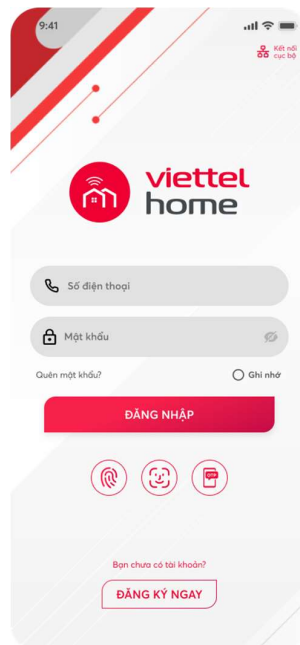 9:41
Kết nối
cục bộ
viettel
home
Số điện thoại
Mật khẩu
Quên mật khẩu?
Ghi nhớ
ĐĂNG NHẬP
OTP
Bạn chưa có tài khoản?
ĐĂNG KÝ NGAY